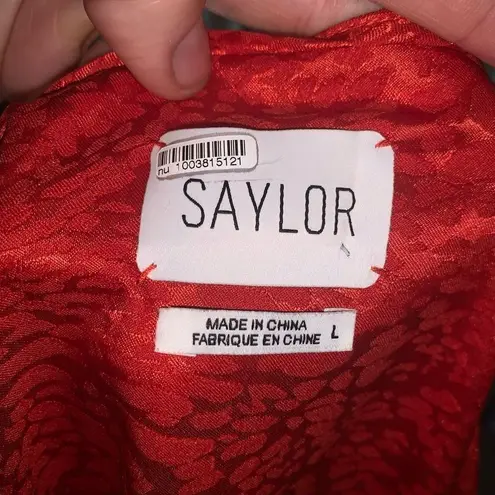 nu 1003815121
SAYLOR
MADE IN CHINA
FABRIQUE EN CHINE
L